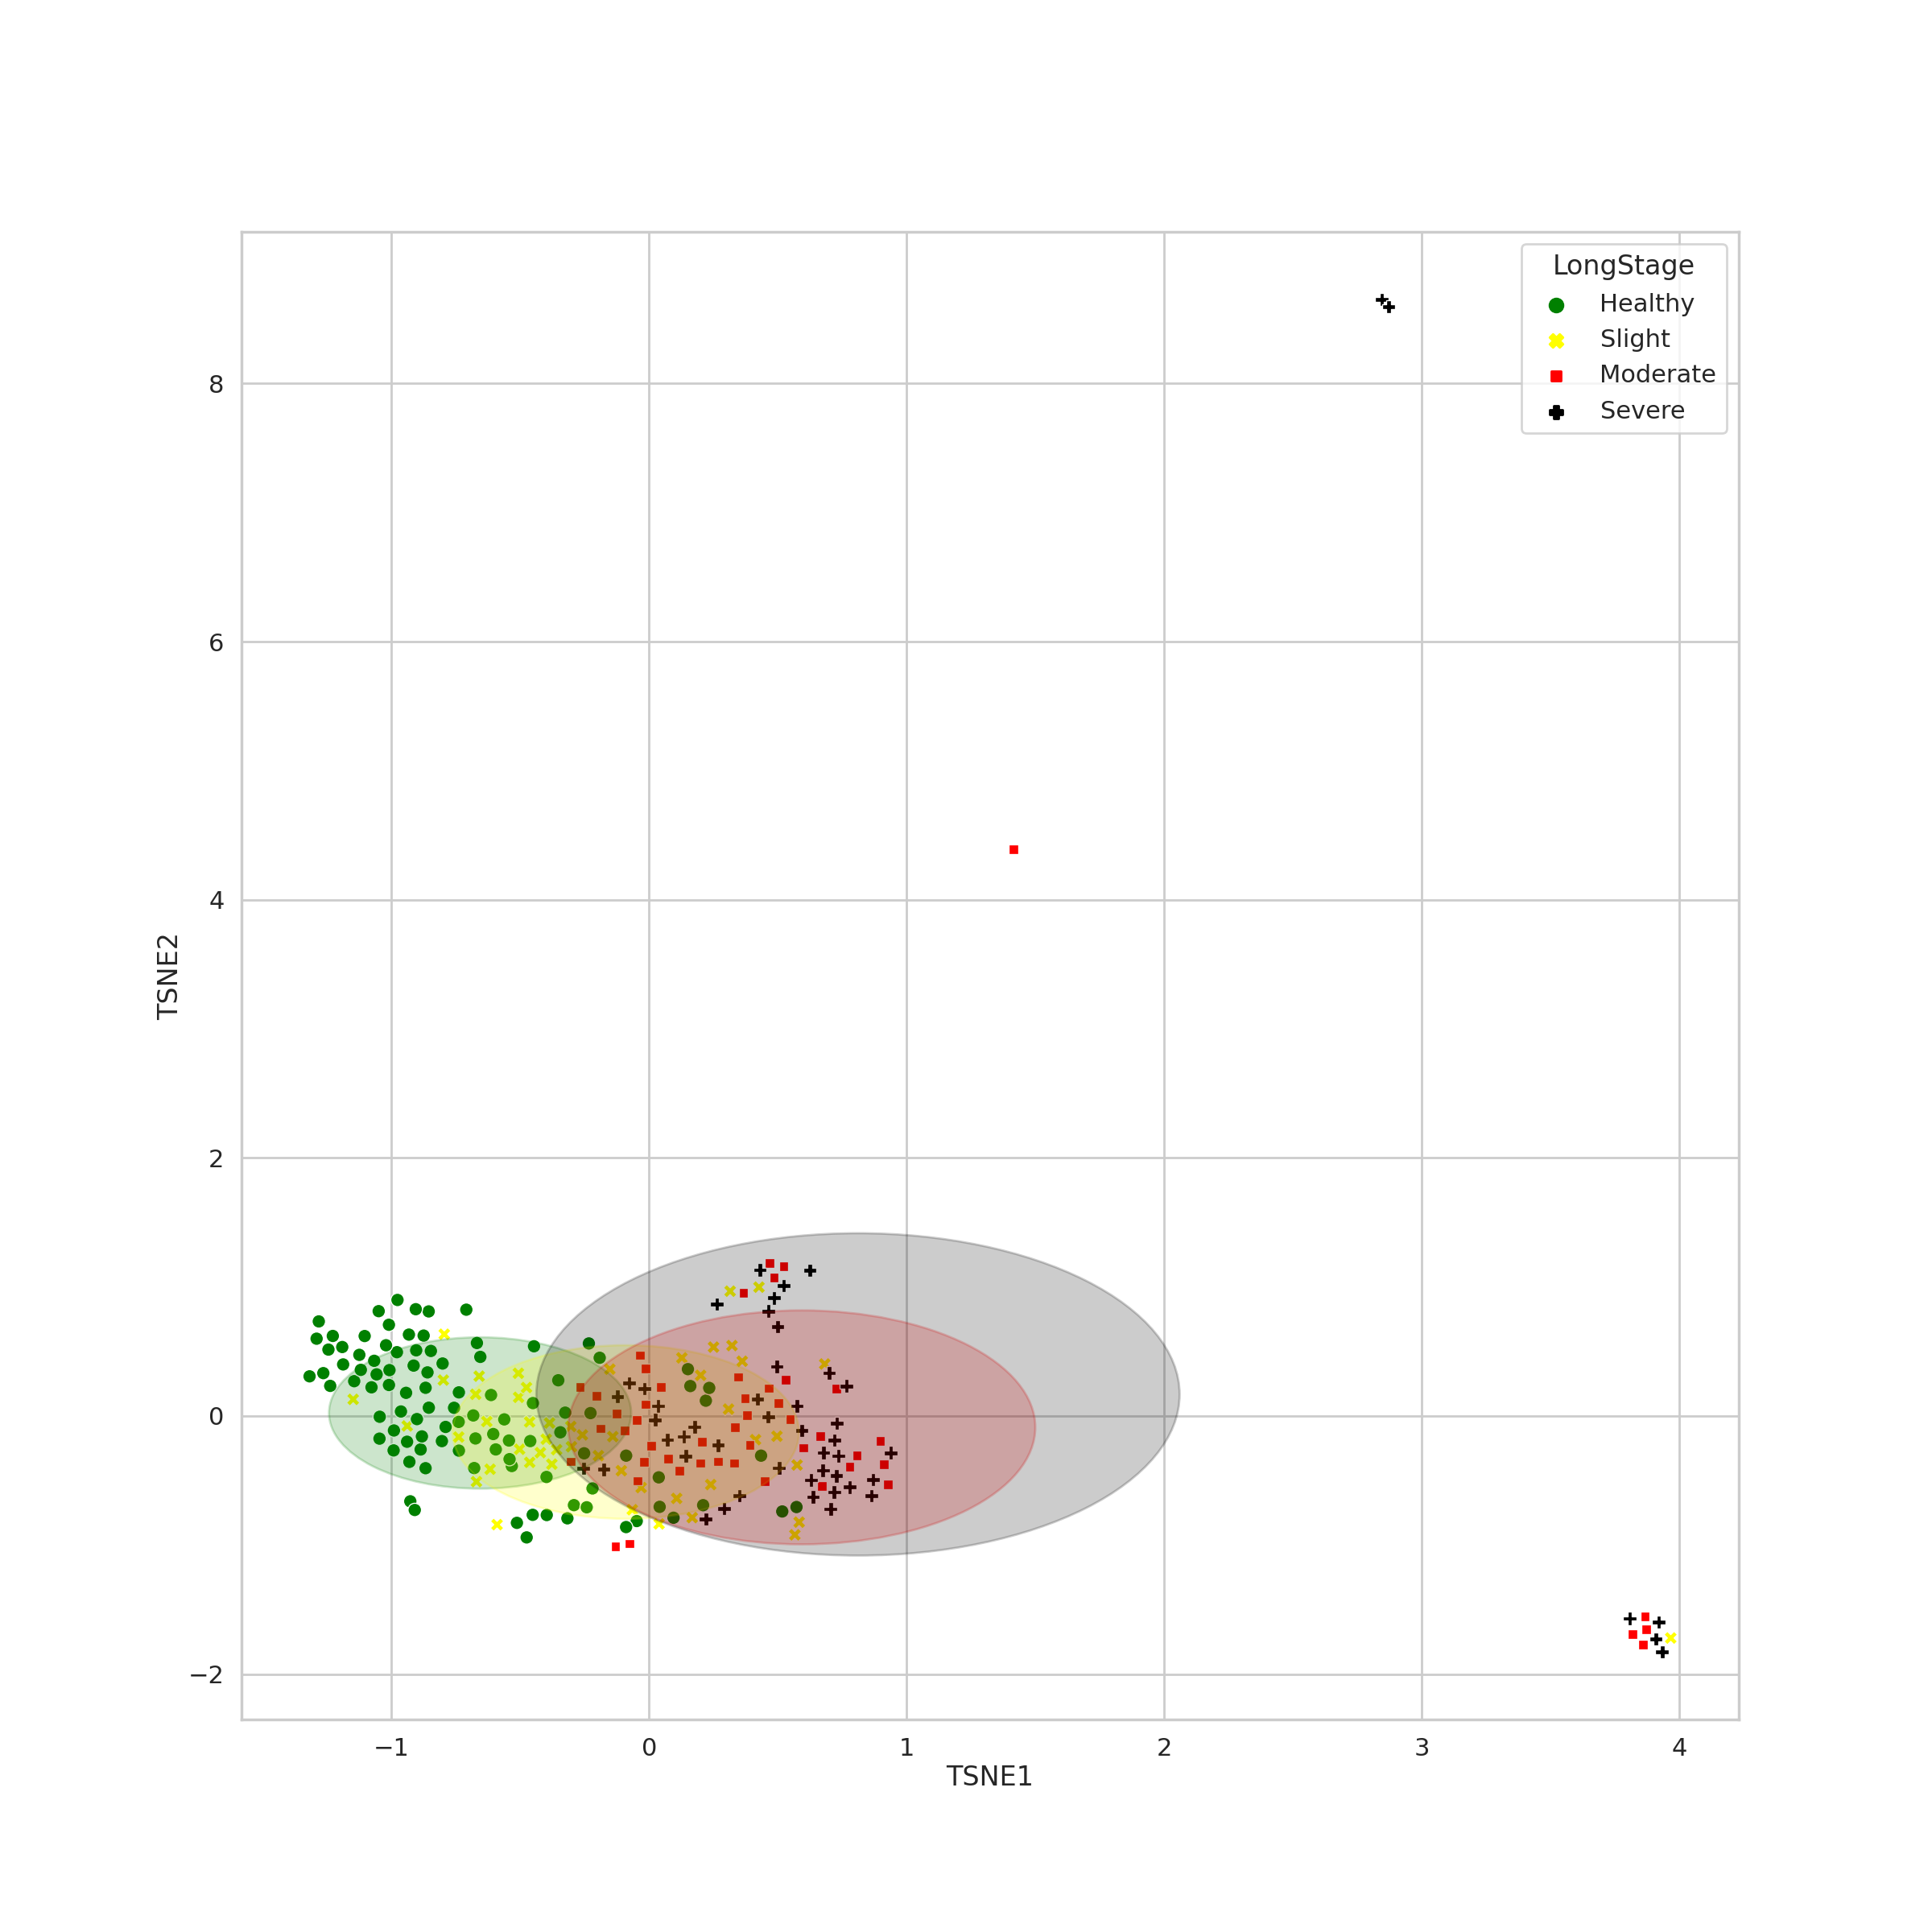 LongStage
Healthy
Slight
Moderate
Severe
8
6
4
2
0
−2
TSNE2
−1 0 1 2 3 4
TSNE1